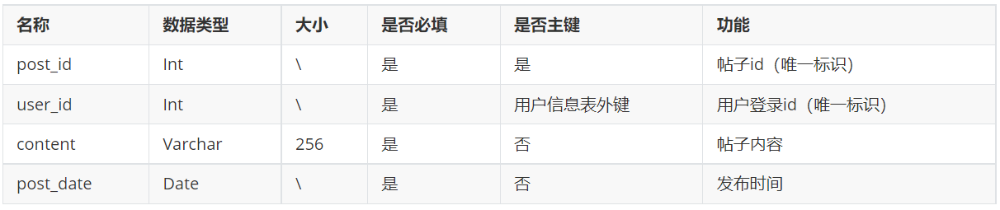 名称 数据类型 大小 是否必填 是否主键 功能
post_id Int \ 是 是 帖子id（唯一标识）
user_id Int \ 是 用户信息表外键 用户登录id（唯一标识）
content Varchar 256 是 否 帖子内容
post_date Date \ 是 否 发布时间